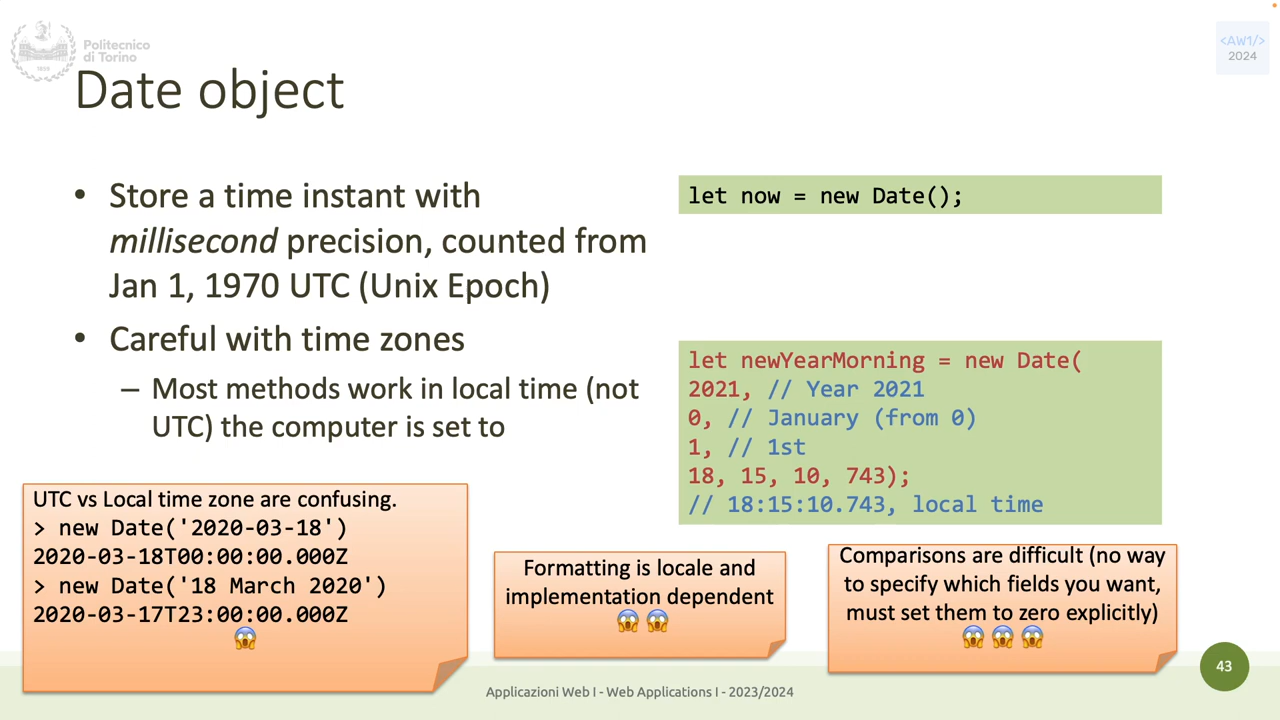 Politecnico
di Torino
<AW1/>
2024
Date object
• Store a time instant with
millisecond precision, counted from
Jan 1, 1970 UTC (Unix Epoch)
• Careful with time zones
– Most methods work in local time (not
UTC) the computer is set to
let now = new Date();
let newYearMorning = new Date(
2021, // Year 2021
0, // January (from 0)
1, // 1st
18, 15, 10, 743);
// 18:15:10.743, local time
UTC vs Local time zone are confusing.
> new Date('2020-03-18')
2020-03-18T00:00:00.000Z
> new Date('18 March 2020')
2020-03-17T23:00:00.000Z
😱
Formatting is locale and
implementation dependent
😱 😱
Comparisons are difficult (no way
to specify which fields you want,
must set them to zero explicitly)
😱 😱 😱
43
Applicazioni Web I - Web Applications I - 2023/2024